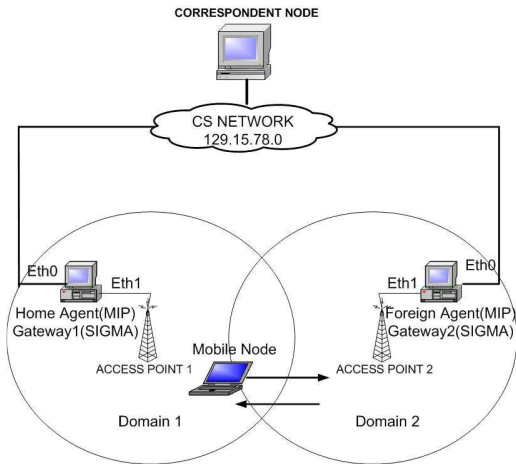 CORRESPONDENT NODE
CS NETWORK
129.15.78.0
Eth0
Eth1
Home Agent(MIP)
Gateway1(SIGMA)
ACCESS POINT 1
Mobile Node
Eth0
Eth1
Foreign Agent(MIP)
Gateway2(SIGMA)
ACCESS POINT 2
Domain 1
Domain 2